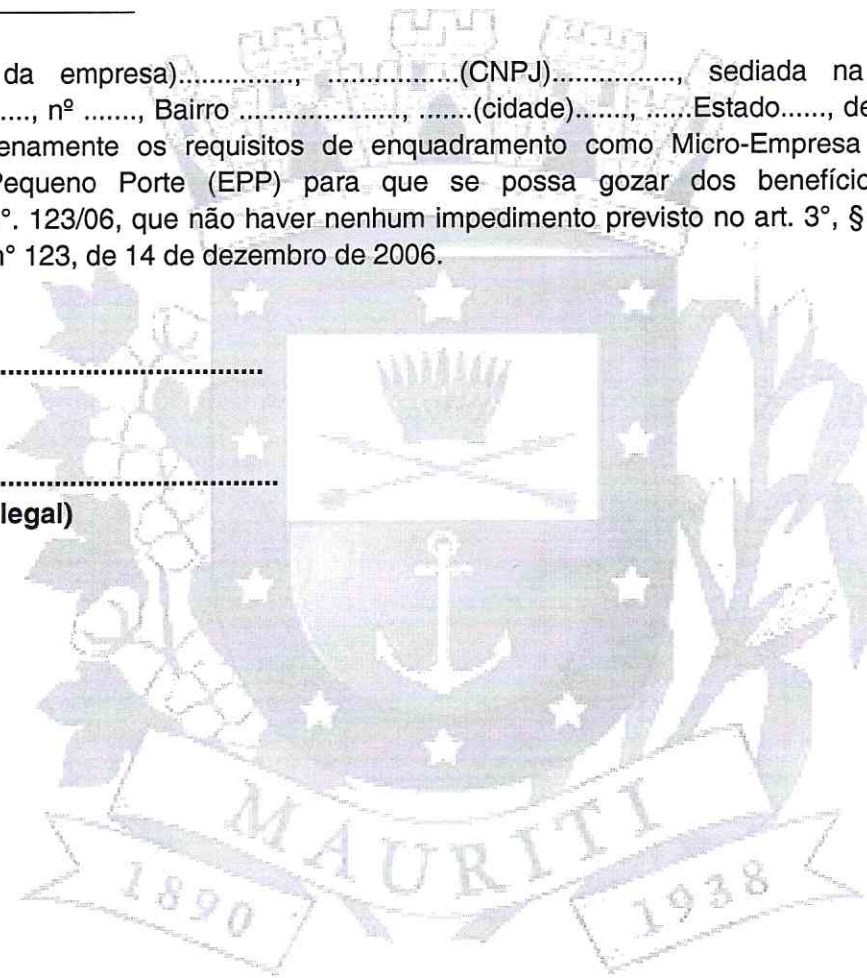 da empresa)..............., .................(CNPJ)................, sediada na
....., nº ......., Bairro ....................., .......(cidade)......., ......Estado......, de
enamente os requisitos de enquadramento como Micro-Empresa
Pequeno Porte (EPP) para que se possa gozar dos benefício
°. 123/06, que não haver nenhum impedimento previsto no art. 3°, §
n° 123, de 14 de dezembro de 2006.
.......................................
.........................................
legal)
MAURITI
1890
1938